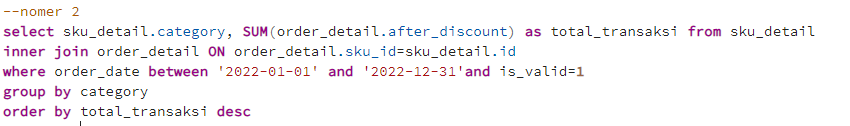 --nomer 2
select sku_detail.category, SUM(order_detail.after_discount) as total_transaksi from sku_detail
inner join order_detail ON order_detail.sku_id=sku_detail.id
where order_date between '2022-01-01' and '2022-12-31'and is_valid=1
group by category
order by total_transaksi desc